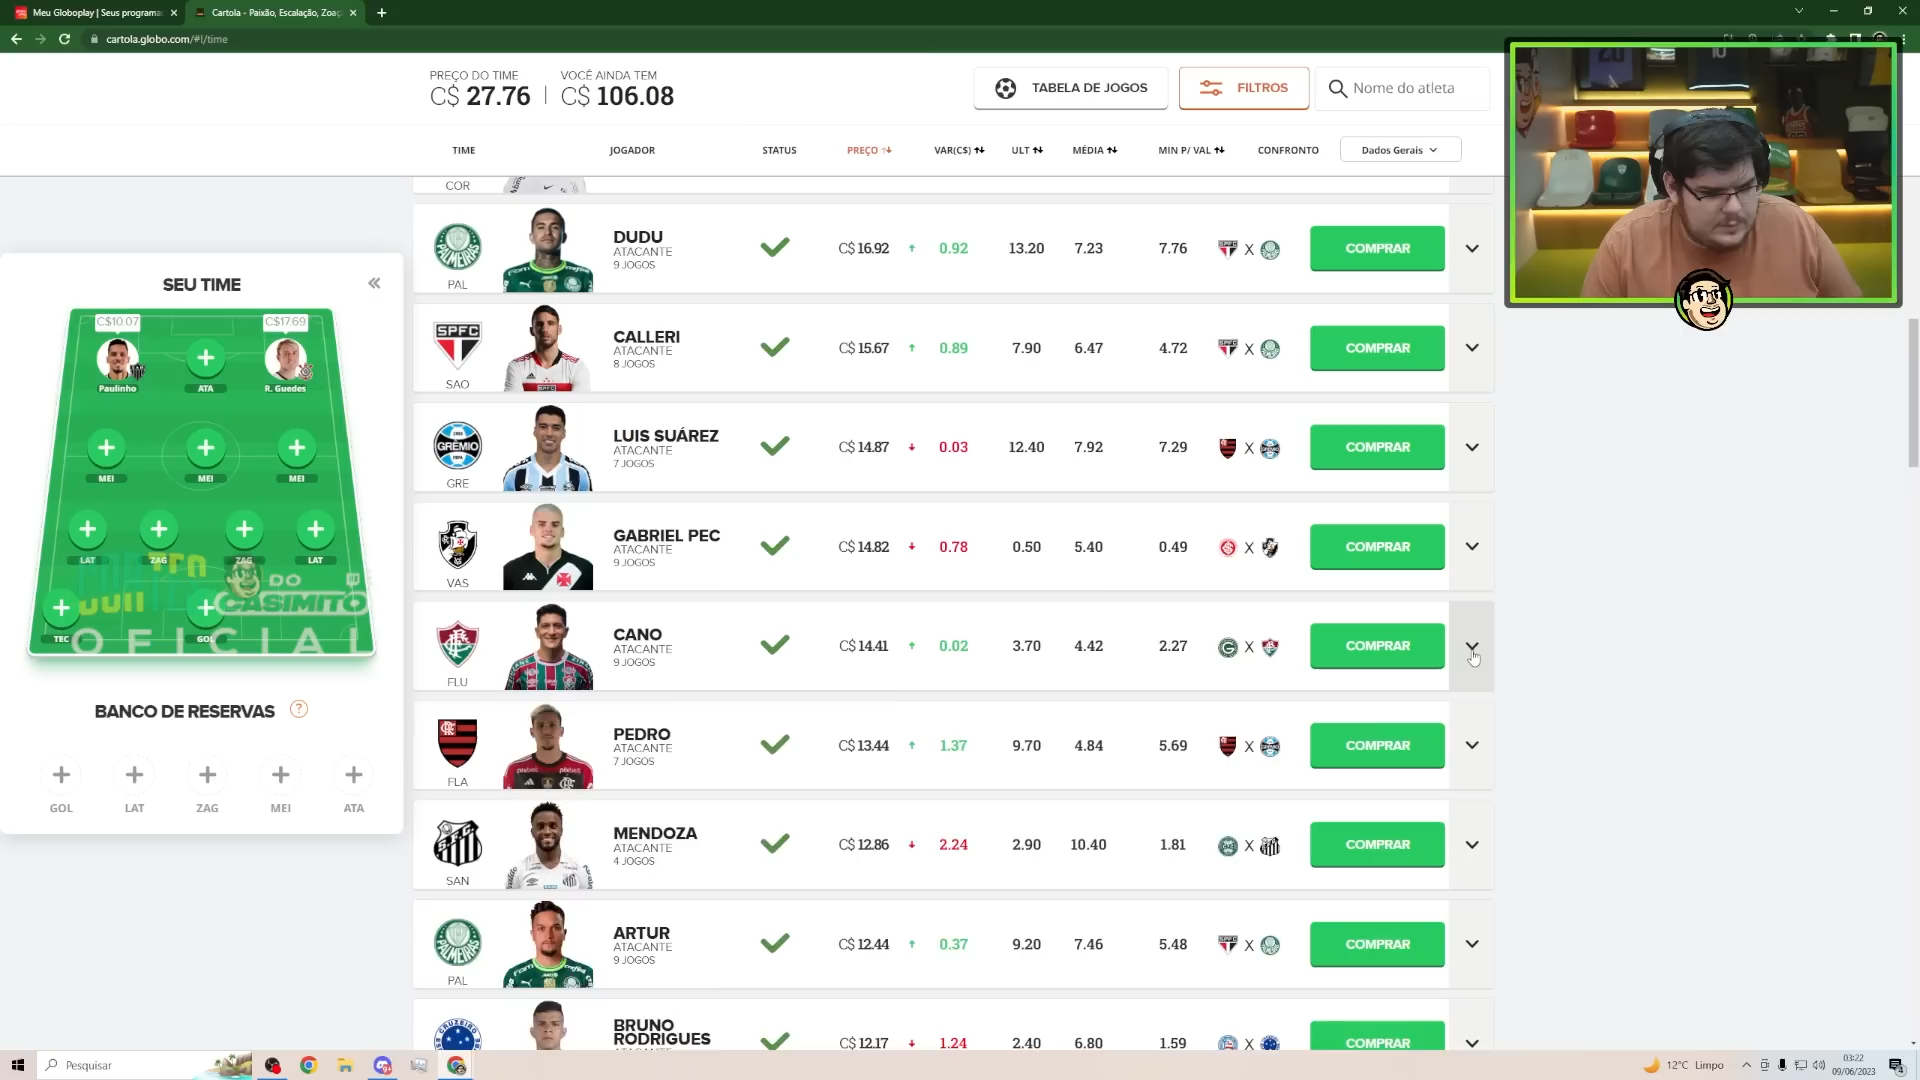 Meu Globoplay | Seus programa
Cartola - Paixão, Escalação, Zoaç
cartola.globo.com/#!/time
PREÇO DO TIME
C$ 27.76
VOCÊ AINDA TEM
C$ 106.08
TABELA DE JOGOS
FILTROS
Nome do atleta
TIME JOGADOR STATUS PREÇO VAR(C$) ULT MÉDIA MIN P/ VAL CONFRONTO Dados Gerais
COR
DUDU
ATACANTE
9 JOGOS
PAL
C$ 16.92 0.92 13.20 7.23 7.76 X COMPRAR
CALLERI
ATACANTE
8 JOGOS
SAO
C$ 15.67 0.89 7.90 6.47 4.72 X COMPRAR
LUIS SUÁREZ
ATACANTE
7 JOGOS
GRE
C$ 14.87 0.03 12.40 7.92 7.29 X COMPRAR
GABRIEL PEC
ATACANTE
9 JOGOS
VAS
C$ 14.82 0.78 0.50 5.40 0.49 X COMPRAR
CANO
ATACANTE
9 JOGOS
FLU
C$ 14.41 0.02 3.70 4.42 2.27 X COMPRAR
PEDRO
ATACANTE
7 JOGOS
FLA
C$ 13.44 1.37 9.70 4.84 5.69 X COMPRAR
MENDOZA
ATACANTE
4 JOGOS
SAN
C$ 12.86 2.24 2.90 10.40 1.81 X COMPRAR
ARTUR
ATACANTE
9 JOGOS
PAL
C$ 12.44 0.37 9.20 7.46 5.48 X COMPRAR
BRUNO
RODRIGUES
C$ 12.17 1.24 2.40 6.80 1.59 X COMPRAR
SEU TIME
C$10.07 C$17.69
Paulinho ATA R. Guedes
MEI MEI MEI
LAT ZAG ZAG LAT
TEC GOL
DO
CASIMITO
OFICIAL
BANCO DE RESERVAS ?
GOL LAT ZAG MEI ATA
Pesquisar
12°C Limpo
03:22
09/06/2023